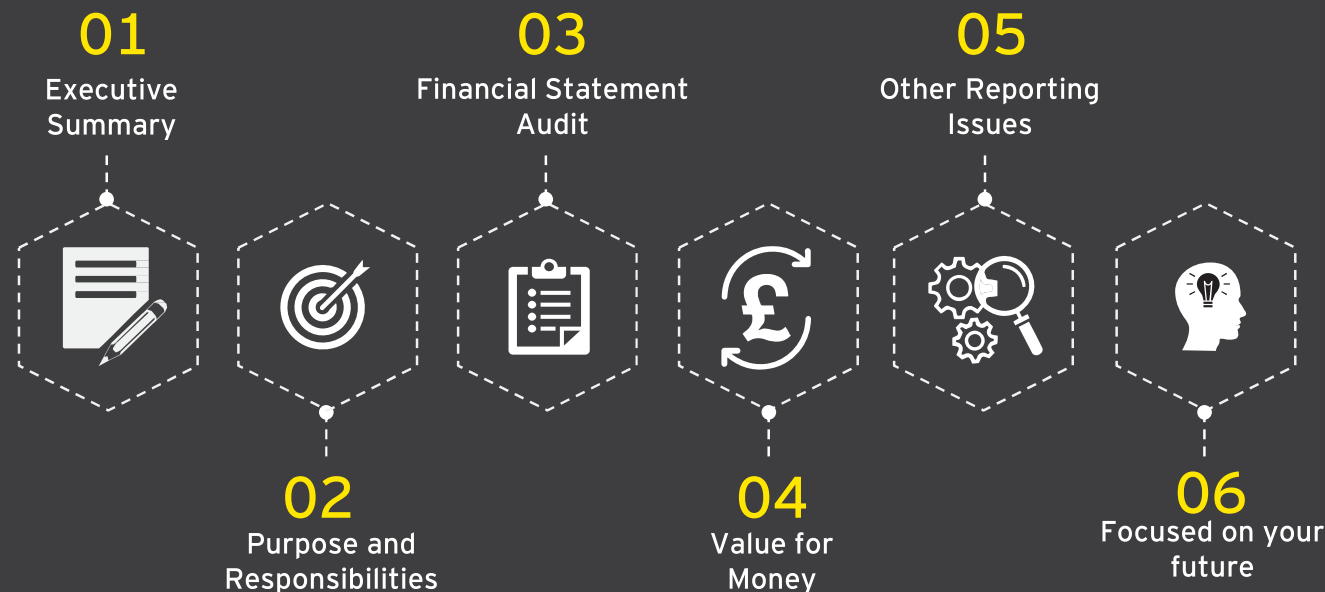 01
Executive
Summary
02
Purpose and
Responsibilities
03
Financial Statement
Audit
04
Value for
Money
05
Other Reporting
Issues
06
Focused on your
future
£